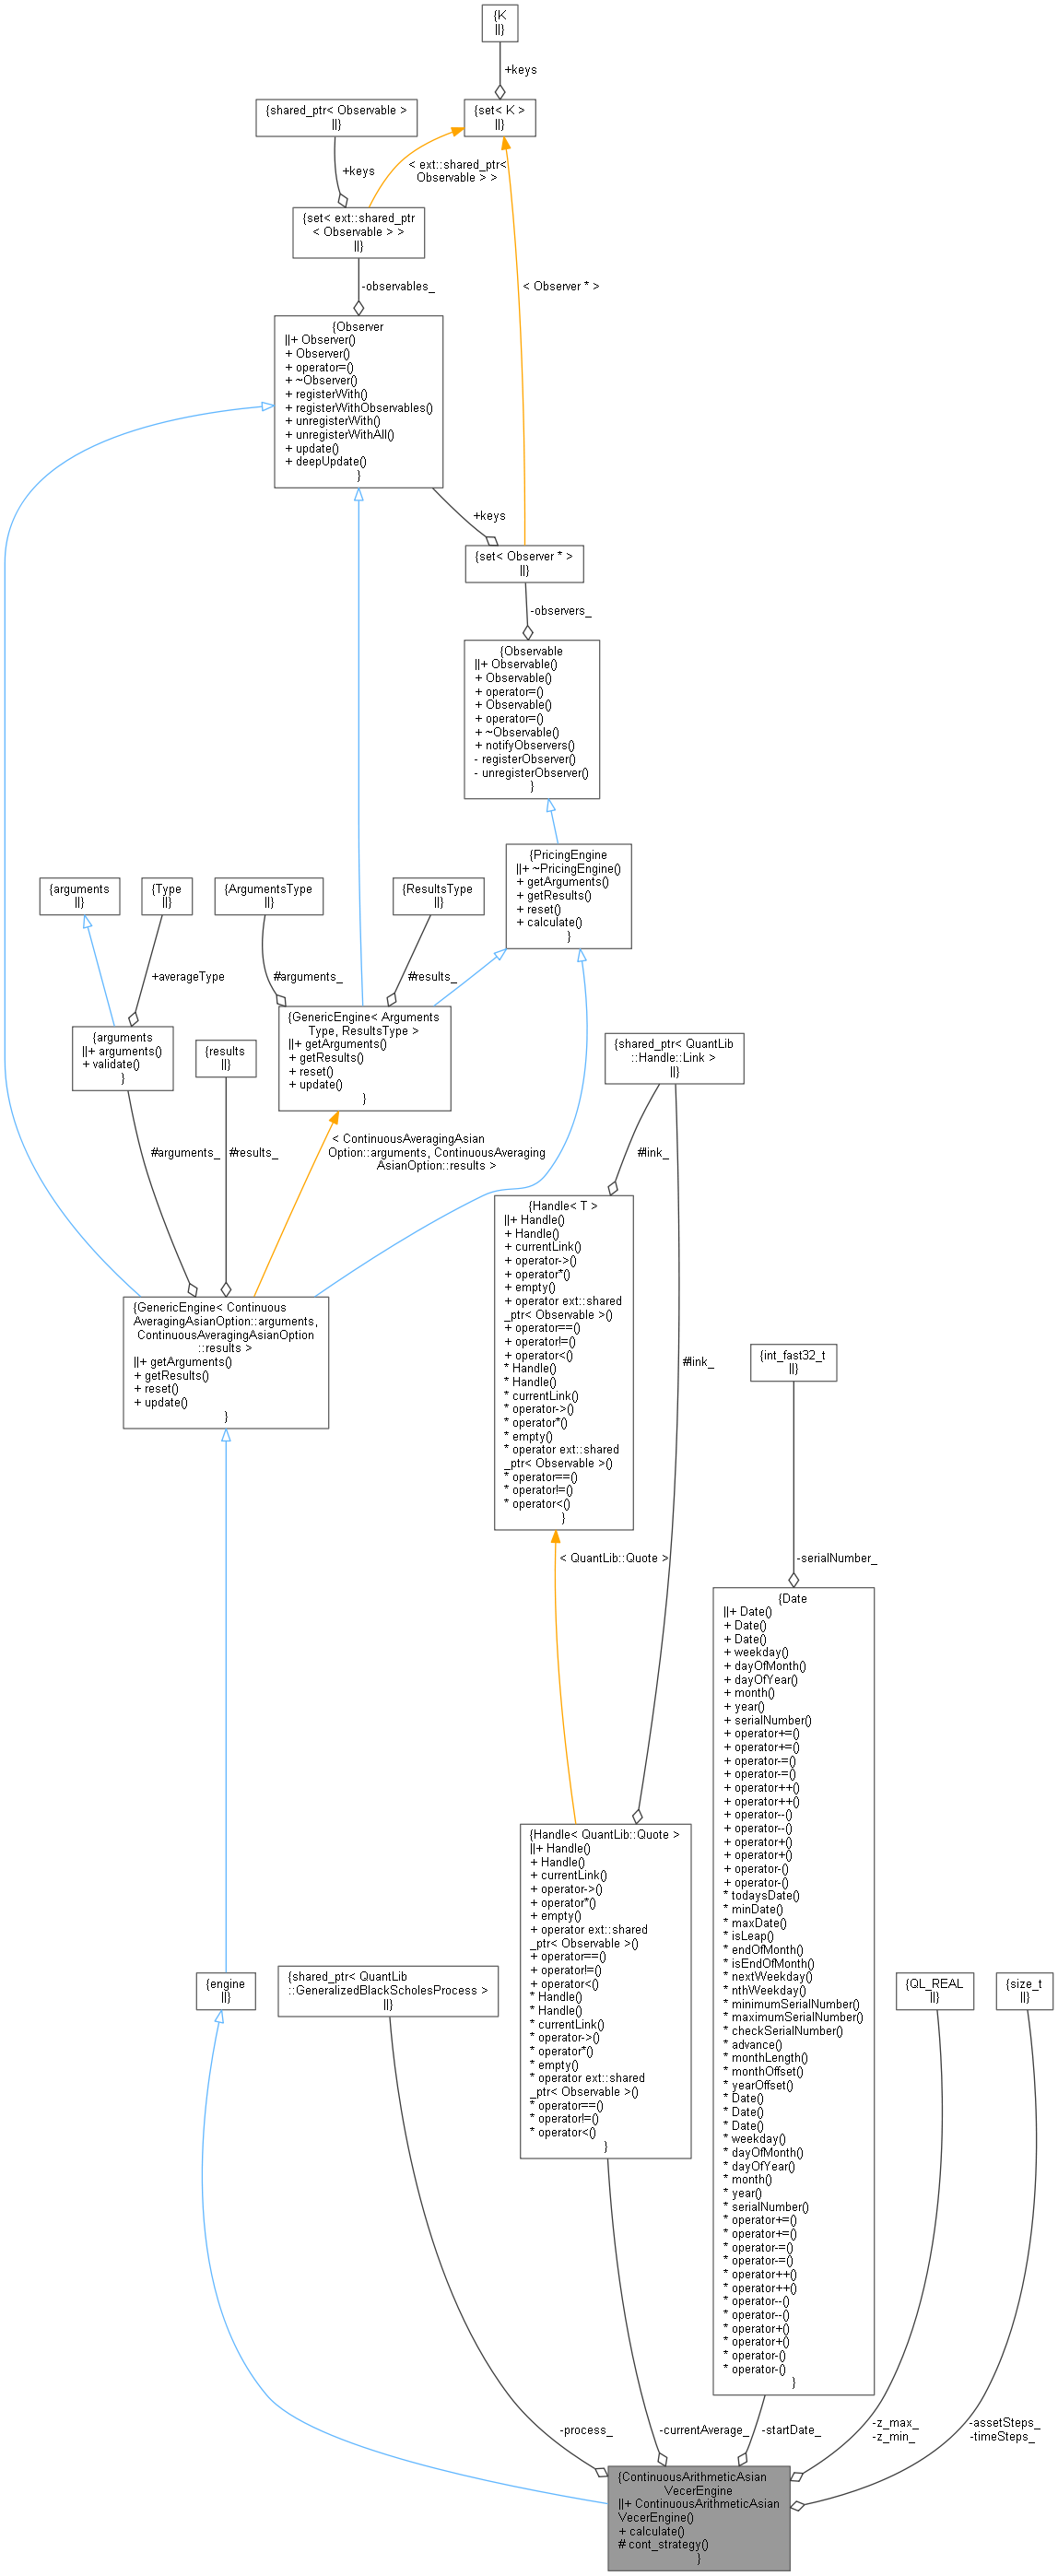 {K
||}
+keys
{shared_ptr< Observable >
||}
{set< K >
||}
+keys
< ext::shared_ptr<
Observable > >
{set< ext::shared_ptr
< Observable > >
||}
-observables_
< Observer * >
{Observer
||+ Observer()
+ Observer()
+ operator=()
+ ~Observer()
+ registerWith()
+ registerWithObservables()
+ unregisterWith()
+ unregisterWithAll()
+ update()
+ deepUpdate()
}
+keys
{set< Observer * >
||}
-observers_
{Observable
||+ Observable()
+ Observable()
+ operator=()
+ Observable()
+ operator=()
+ ~Observable()
+ notifyObservers()
- registerObserver()
- unregisterObserver()
}
{PricingEngine
||+ ~PricingEngine()
+ getArguments()
+ getResults()
+ reset()
+ calculate()
}
{arguments
||}
{Type
||}
{ArgumentsType
||}
{ResultsType
||}
+averageType
#arguments_
#results_
{arguments
||+ arguments()
+ validate()
}
{results
||}
{GenericEngine< Arguments
Type, ResultsType >
||+ getArguments()
+ getResults()
+ reset()
+ update()
}
{shared_ptr< QuantLib
::Handle::Link >
||}
#arguments_
#results_
< ContinuousAveragingAsian
Option::arguments, ContinuousAveraging
AsianOption::results >
#link_
{Handle< T >
||+ Handle()
+ Handle()
+ currentLink()
+ operator->()
+ operator*()
+ empty()
+ operator ext::shared
_ptr< Observable >()
+ operator==()
+ operator!=()
+ operator<()
* Handle()
* Handle()
* currentLink()
* operator->()
* operator*()
* empty()
* operator ext::shared
_ptr< Observable >()
* operator==()
* operator!=()
* operator<()
}
{GenericEngine< Continuous
AveragingAsianOption::arguments,
ContinuousAveragingAsianOption
::results >
||+ getArguments()
+ getResults()
+ reset()
+ update()
}
#link_
{int_fast32_t
||}
< QuantLib::Quote >
-serialNumber_
{Date
||+ Date()
+ Date()
+ Date()
+ weekday()
+ dayOfMonth()
+ dayOfYear()
+ month()
+ year()
+ serialNumber()
+ operator+=()
+ operator+=()
+ operator-=()
+ operator-=()
+ operator++()
+ operator++()
+ operator--()
+ operator--()
+ operator+()
+ operator+()
+ operator-()
+ operator-()
* todaysDate()
* minDate()
* maxDate()
* isLeap()
* endOfMonth()
* isEndOfMonth()
* nextWeekday()
* nthWeekday()
* minimumSerialNumber()
* maximumSerialNumber()
* checkSerialNumber()
* advance()
* monthLength()
* monthOffset()
* yearOffset()
* Date()
* Date()
* Date()
* weekday()
* dayOfMonth()
* dayOfYear()
* month()
* year()
* serialNumber()
* operator+=()
* operator+=()
* operator-=()
* operator-=()
* operator++()
* operator++()
* operator--()
* operator--()
* operator+()
* operator+()
* operator-()
* operator-()
}
{Handle< QuantLib::Quote >
||+ Handle()
+ Handle()
+ currentLink()
+ operator->()
+ operator*()
+ empty()
+ operator ext::shared
_ptr< Observable >()
+ operator==()
+ operator!=()
+ operator<()
* Handle()
* Handle()
* currentLink()
* operator->()
* operator*()
* empty()
* operator ext::shared
_ptr< Observable >()
* operator==()
* operator!=()
* operator<()
}
{engine
||}
{shared_ptr< QuantLib
::GeneralizedBlackScholesProcess >
||}
{QL_REAL
||}
{size_t
||}
-process_
-currentAverage_
-startDate_
-z_max_
-z_min_
-assetSteps_
-timeSteps_
{ContinuousArithmeticAsian
VecerEngine
||+ ContinuousArithmeticAsian
VecerEngine()
+ calculate()
# cont_strategy()
}